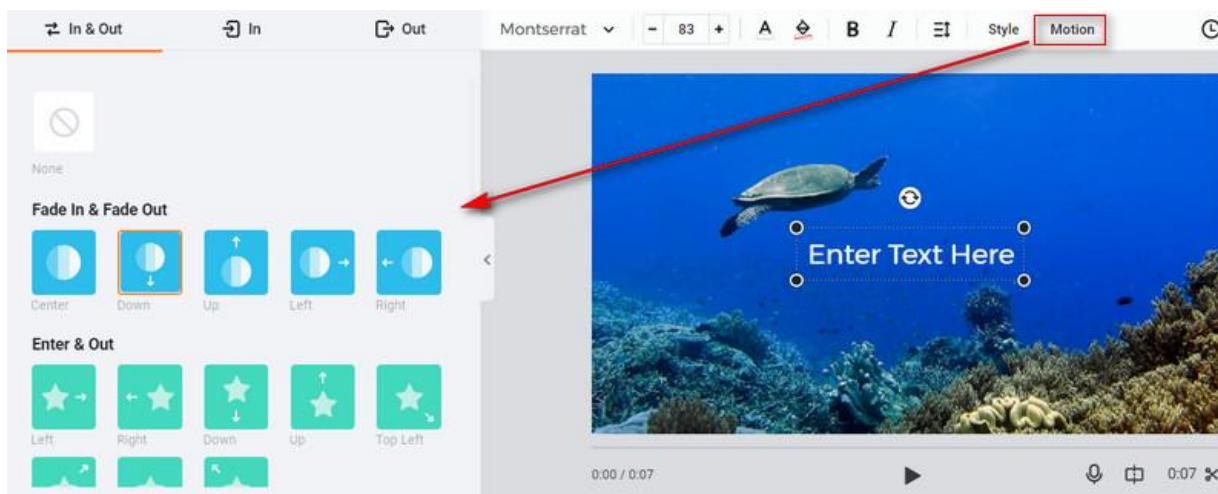 In & Out In Out Montserrat - 83 + A B I Style Motion
None
Fade In & Fade Out
Center Down Up Left Right
Enter & Out
Left Right Down Up Top Left
Enter Text Here
0:00 / 0:07 0:07